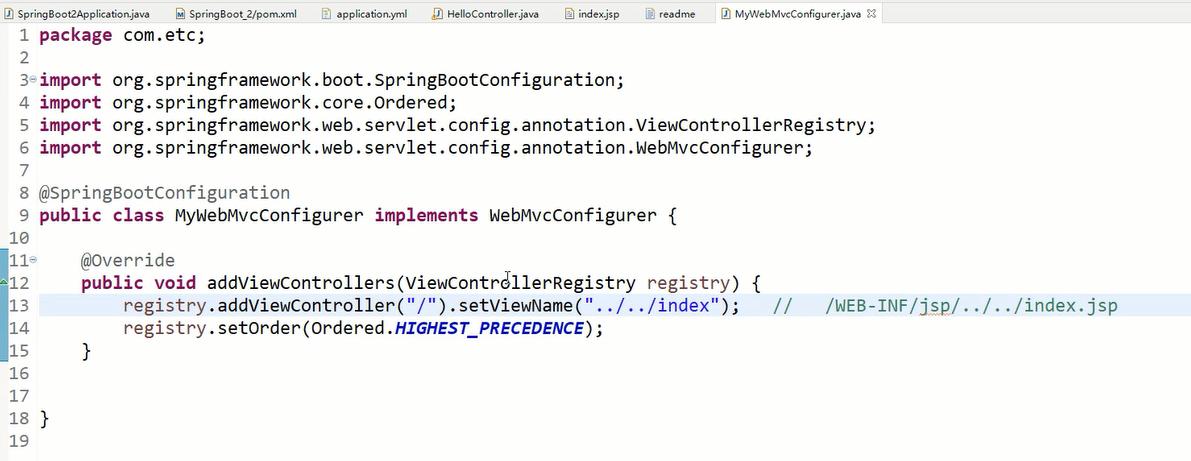 SpringBoot2Application.java SpringBoot_2/pom.xml application.yml HelloController.java index.jsp readme MyWebMvcConfigurer.java
1 package com.etc;
2
3 import org.springframework.boot.SpringBootConfiguration;
4 import org.springframework.core.Ordered;
5 import org.springframework.web.servlet.config.annotation.ViewControllerRegistry;
6 import org.springframework.web.servlet.config.annotation.WebMvcConfigurer;
7
8 @SpringBootConfiguration
9 public class MyWebMvcConfigurer implements WebMvcConfigurer {
10
11 @Override
12 public void addViewControllers(ViewControllerRegistry registry) {
13 registry.addViewController("/").setViewName("../../index"); // /WEB-INF/jsp/../../index.jsp
14 registry.setOrder(Ordered.HIGHEST_PRECEDENCE);
15 }
16
17
18 }
19